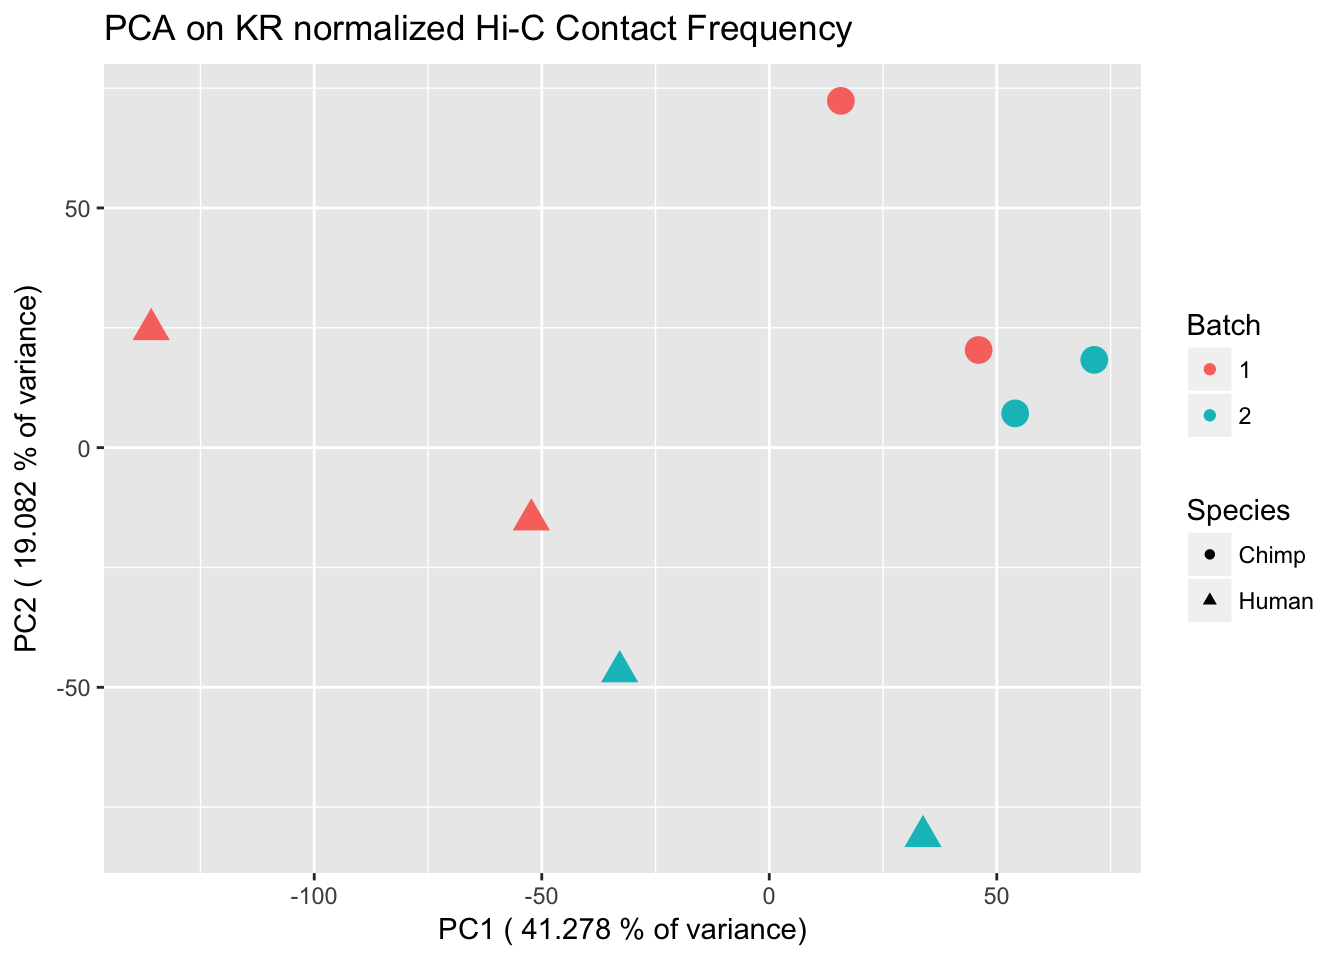 PCA on KR normalized Hi-C Contact Frequency
PC2 ( 19.082 % of variance)
50
0
-50
-100
-50
0
50
PC1 ( 41.278 % of variance)
Batch
1
2
Species
Chimp
Human